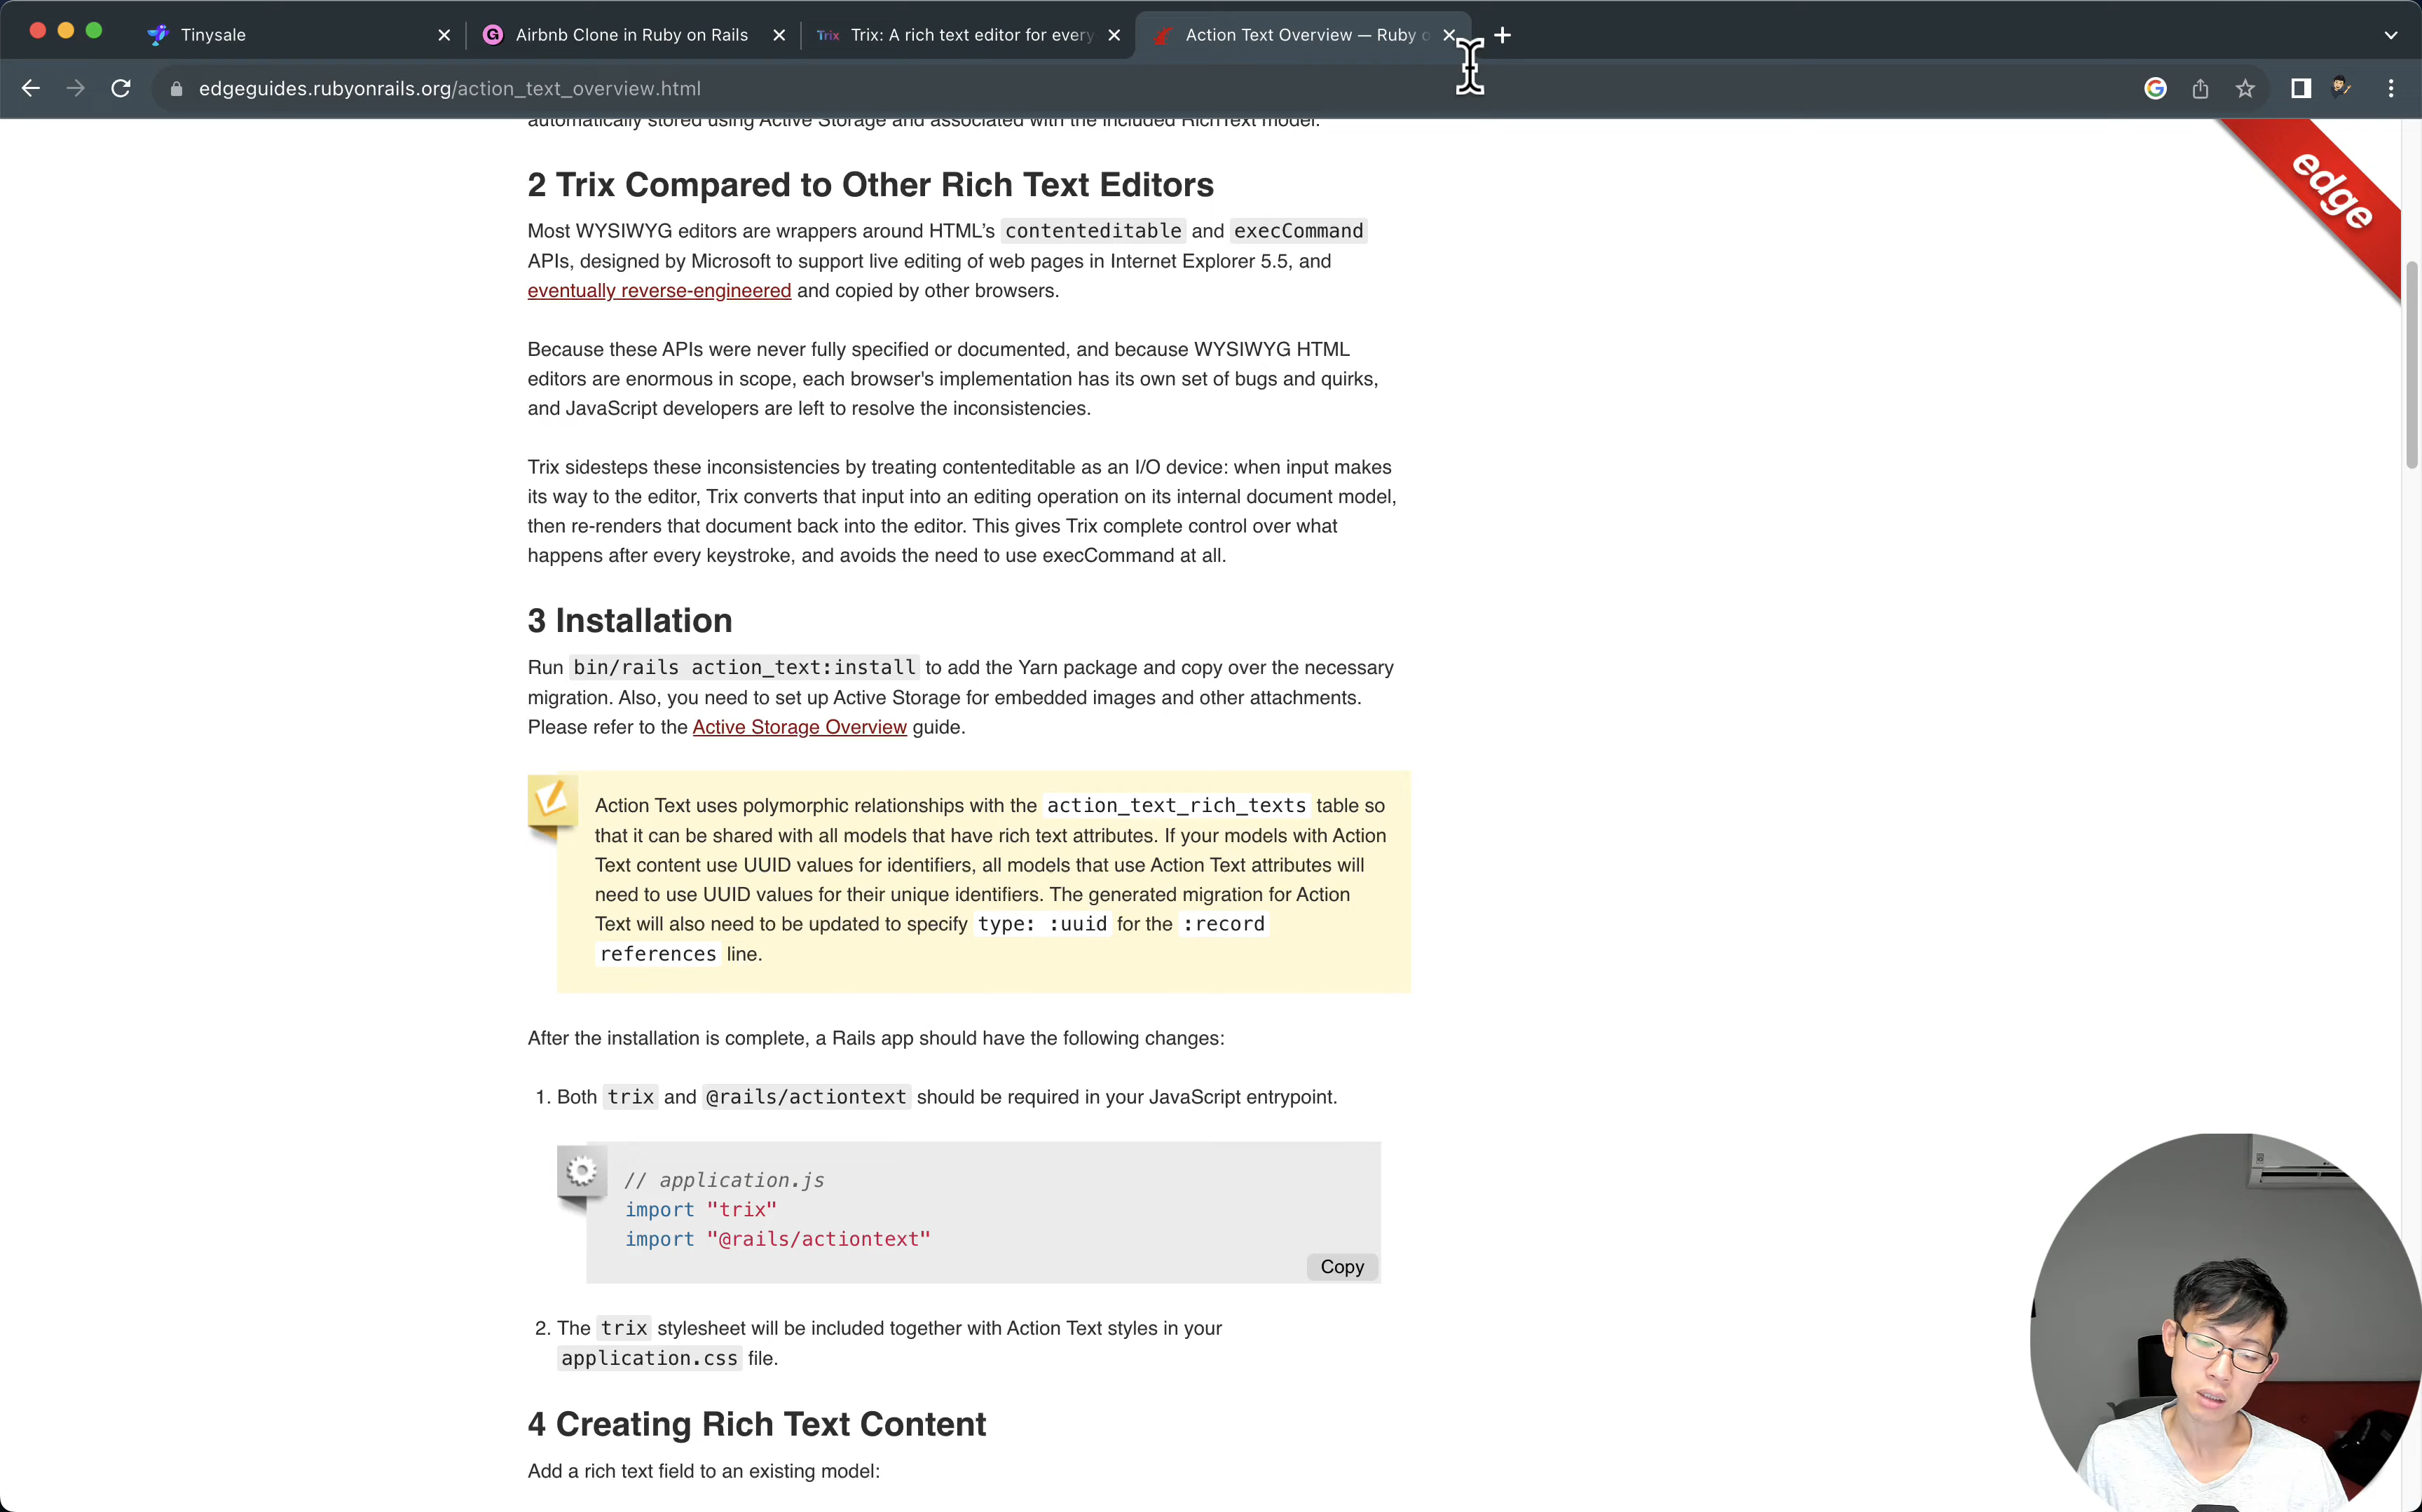 Tinysale
Airbnb Clone in Ruby on Rails
Trix
Trix: A rich text editor for every
Action Text Overview — Ruby o
edgeguides.rubyonrails.org/action_text_overview.html
automatically stored using Active Storage and associated with the included RichText model.
edge
2 Trix Compared to Other Rich Text Editors
Most WYSIWYG editors are wrappers around HTML’s contenteditable and execCommand
APIs, designed by Microsoft to support live editing of web pages in Internet Explorer 5.5, and
eventually reverse-engineered and copied by other browsers.
Because these APIs were never fully specified or documented, and because WYSIWYG HTML
editors are enormous in scope, each browser's implementation has its own set of bugs and quirks,
and JavaScript developers are left to resolve the inconsistencies.
Trix sidesteps these inconsistencies by treating contenteditable as an I/O device: when input makes
its way to the editor, Trix converts that input into an editing operation on its internal document model,
then re-renders that document back into the editor. This gives Trix complete control over what
happens after every keystroke, and avoids the need to use execCommand at all.
3 Installation
Run bin/rails action_text:install to add the Yarn package and copy over the necessary
migration. Also, you need to set up Active Storage for embedded images and other attachments.
Please refer to the Active Storage Overview guide.
Action Text uses polymorphic relationships with the action_text_rich_texts table so
that it can be shared with all models that have rich text attributes. If your models with Action
Text content use UUID values for identifiers, all models that use Action Text attributes will
need to use UUID values for their unique identifiers. The generated migration for Action
Text will also need to be updated to specify type: :uuid for the :record
references line.
After the installation is complete, a Rails app should have the following changes:
1. Both trix and @rails/actiontext should be required in your JavaScript entrypoint.
// application.js
import "trix"
import "@rails/actiontext"
Copy
2. The trix stylesheet will be included together with Action Text styles in your
application.css file.
4 Creating Rich Text Content
Add a rich text field to an existing model: